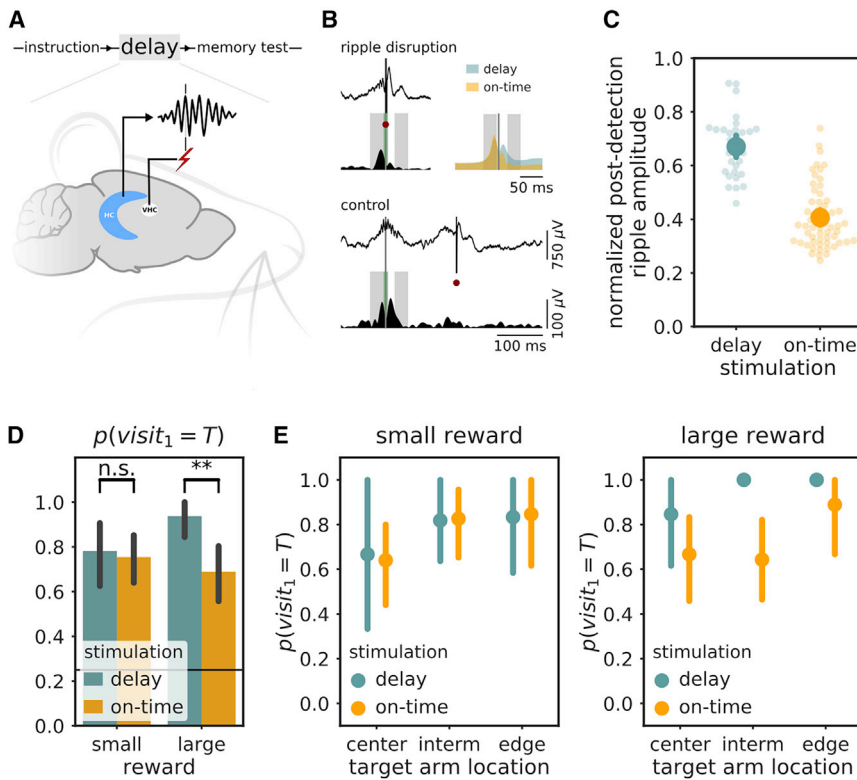 A
instruction delay memory test
HC
VHC
B
ripple disruption
delay
on-time
50 ms
control
750 μV
100 μV
100 ms
C
normalized post-detection
ripple amplitude
1.0
0.8
0.6
0.4
0.2
0.0
delay on-time
stimulation
D
p(visit₁ = T)
n.s. **
1.0
0.8
0.6
0.4
0.2
0.0
stimulation
delay
on-time
small large
reward
E
small reward
p(visit₁ = T)
1.0
0.8
0.6
0.4
0.2
0.0
stimulation
delay
on-time
center interm edge
target arm location
large reward
p(visit₁ = T)
1.0
0.8
0.6
0.4
0.2
0.0
stimulation
delay
on-time
center interm edge
target arm location